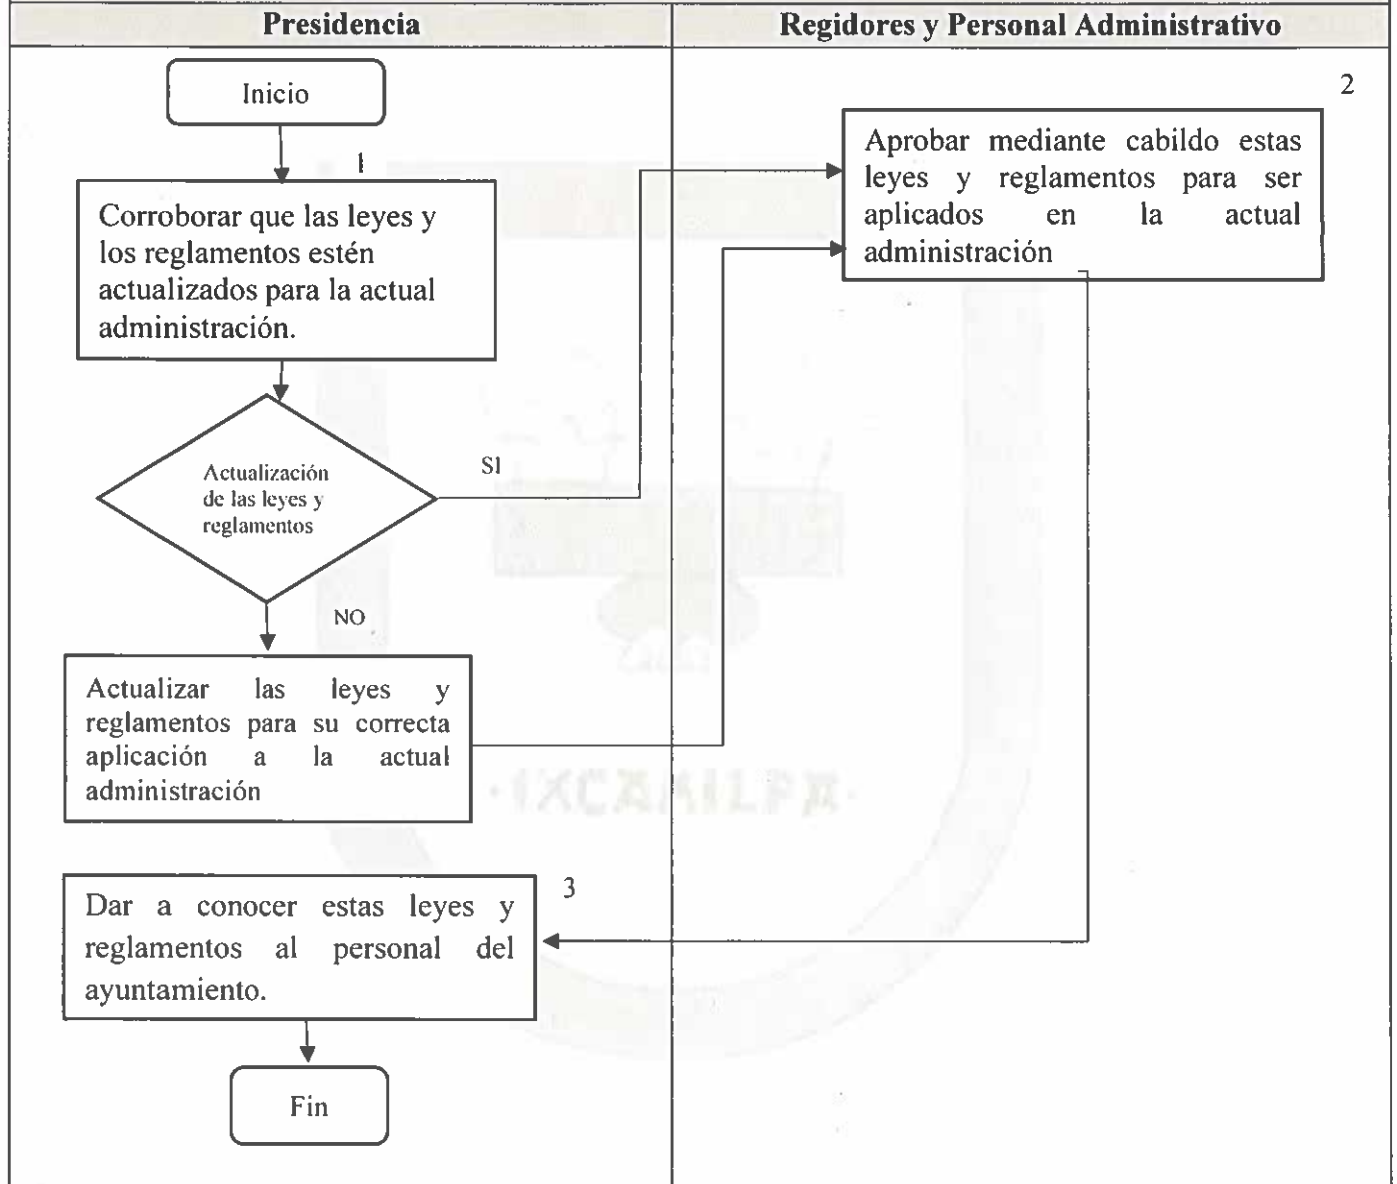 Presidencia
Regidores y Personal Administrativo
Inicio
1
Corroborar que las leyes y
los reglamentos estén
actualizados para la actual
administración.
2
Aprobar mediante cabildo estas
leyes y reglamentos para ser
aplicados en la actual
administración
Actualización
de las leyes y
reglamentos
SI
NO
Actualizar las leyes y
reglamentos para su correcta
aplicación a la actual
administración
·IXCAMILPA·
3
Dar a conocer estas leyes y
reglamentos al personal del
ayuntamiento.
Fin